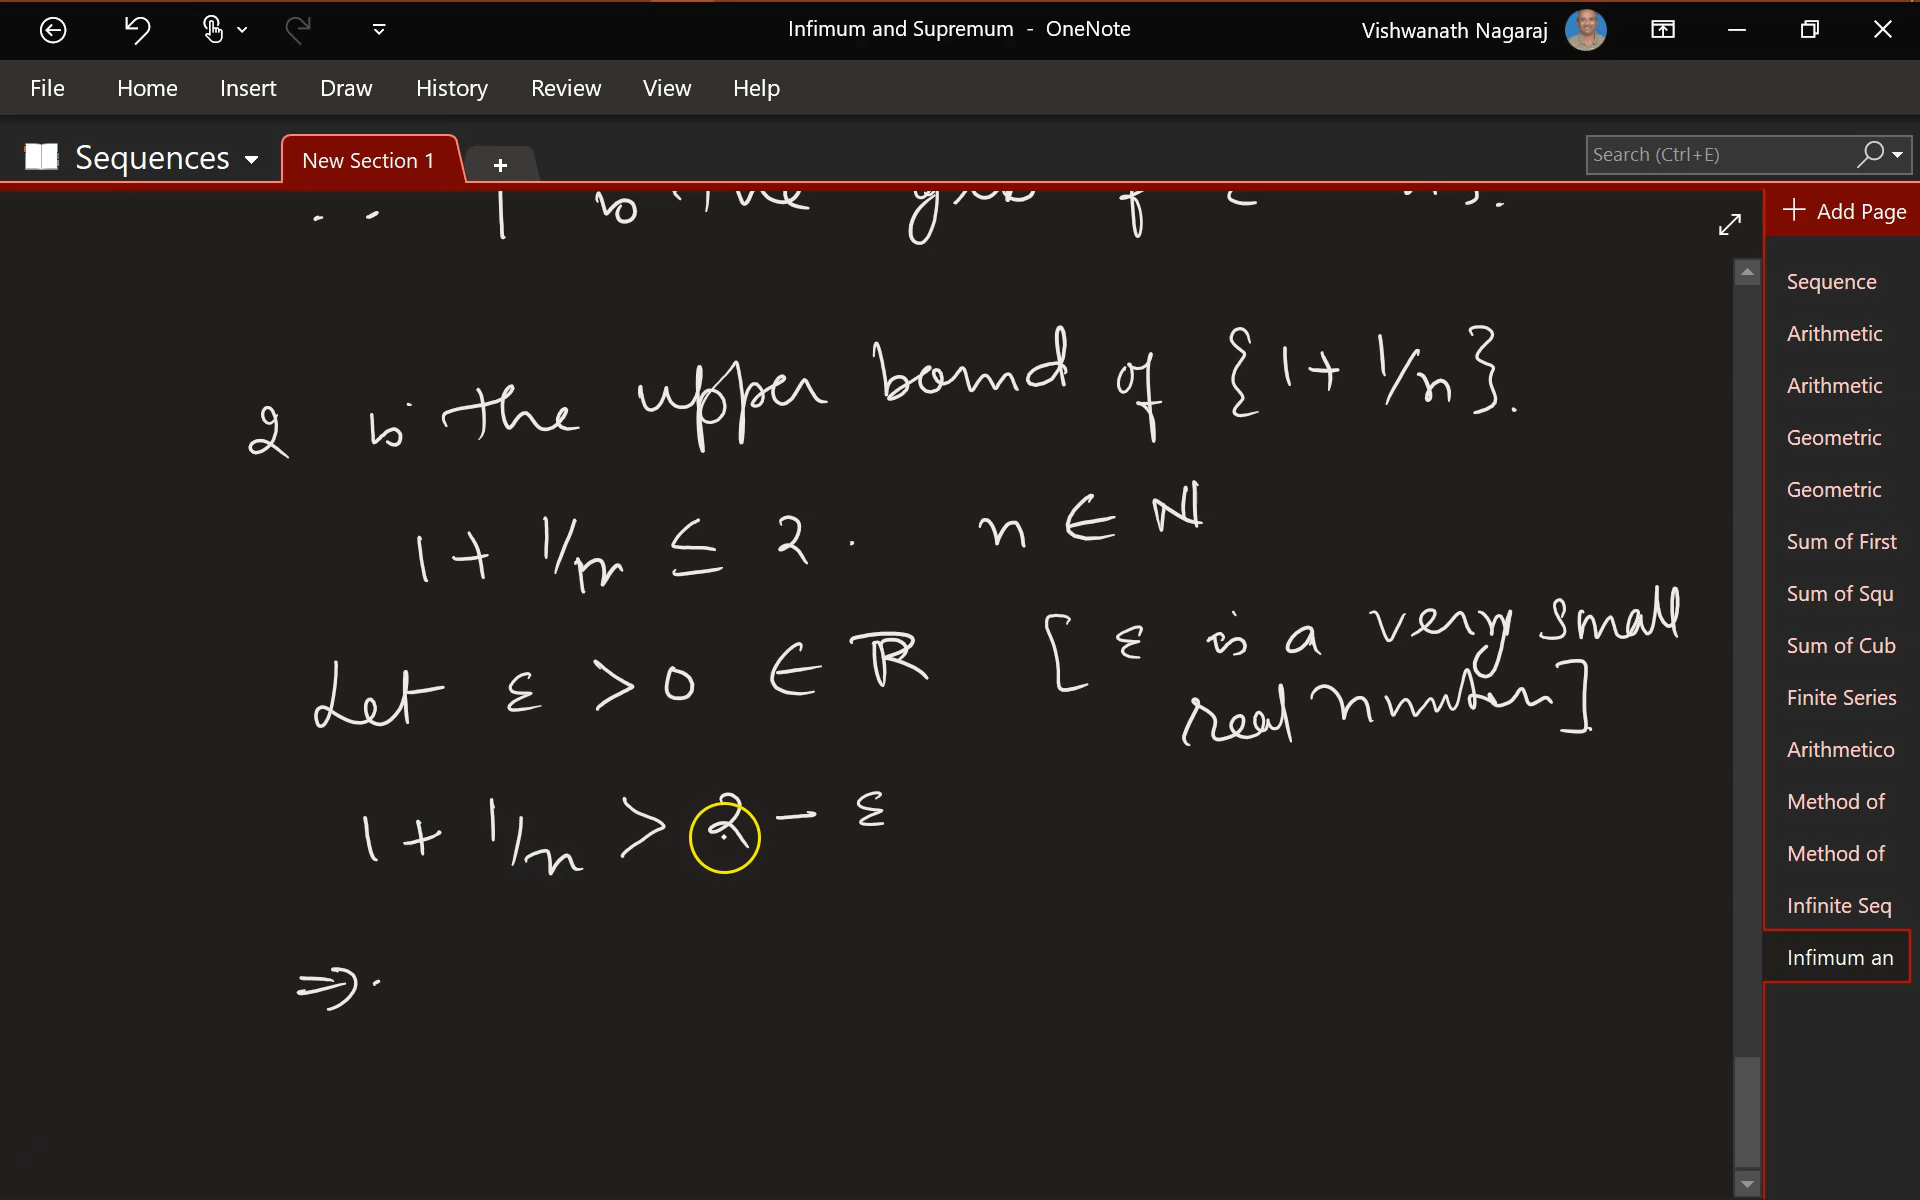 Infimum and Supremum - OneNote
Vishwanath Nagaraj
File Home Insert Draw History Review View Help
Sequences
New Section 1
+
Search (Ctrl+E)
+ Add Page
Sequence
Arithmetic
Arithmetic
Geometric
Geometric
Sum of First
Sum of Squ
Sum of Cub
Finite Series
Arithmetico
Method of
Method of
Infinite Seq
Infimum an
∴ 1 is the
2 is the upper bound of {1+ 1/n}.
1+ 1/n ≤ 2. n ∈ ℕ
Let ε > 0 ∈ ℝ [ ε is a very small
real number]
1 + 1/n > 2 - ε
⇒.